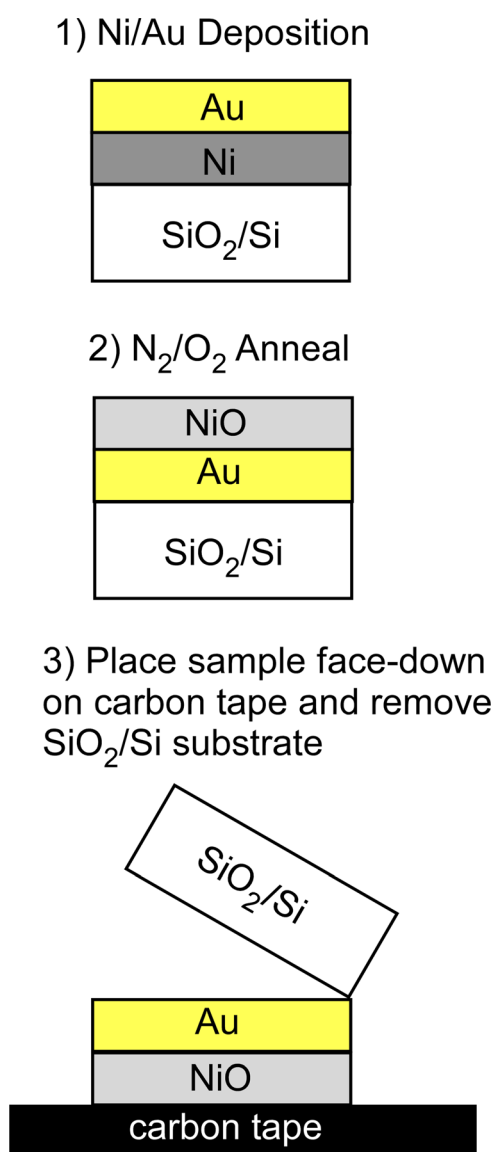 1) Ni/Au Deposition
Au
Ni
SiO₂/Si
2) N₂/O₂ Anneal
NiO
Au
SiO₂/Si
3) Place sample face-down
on carbon tape and remove
SiO₂/Si substrate
SiO₂/Si
Au
NiO
carbon tape